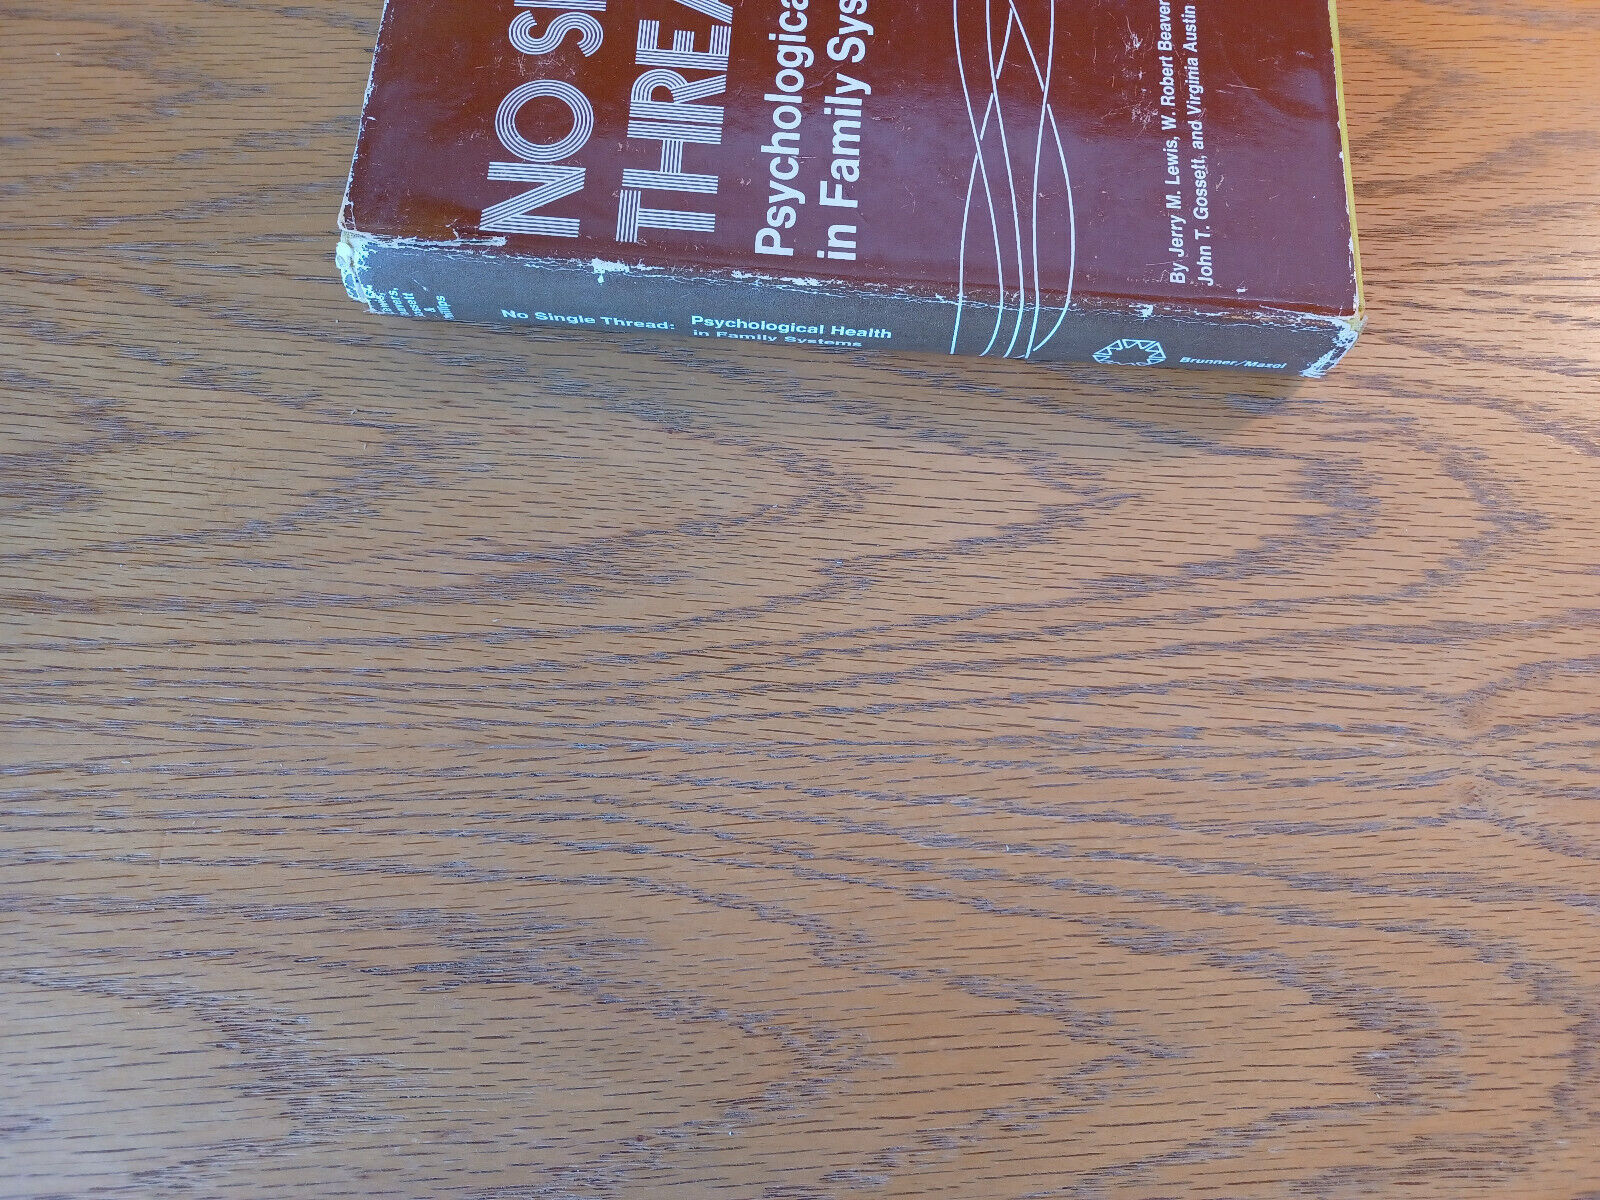 NO
THREA
Psychologica
in Family Sys
By Jerry M. Lewis, W. Robert Beaver
John T. Gossett, and Virginia Austin
No Single Thread: Psychological Health
in Family Systems
Brunner/Mazel